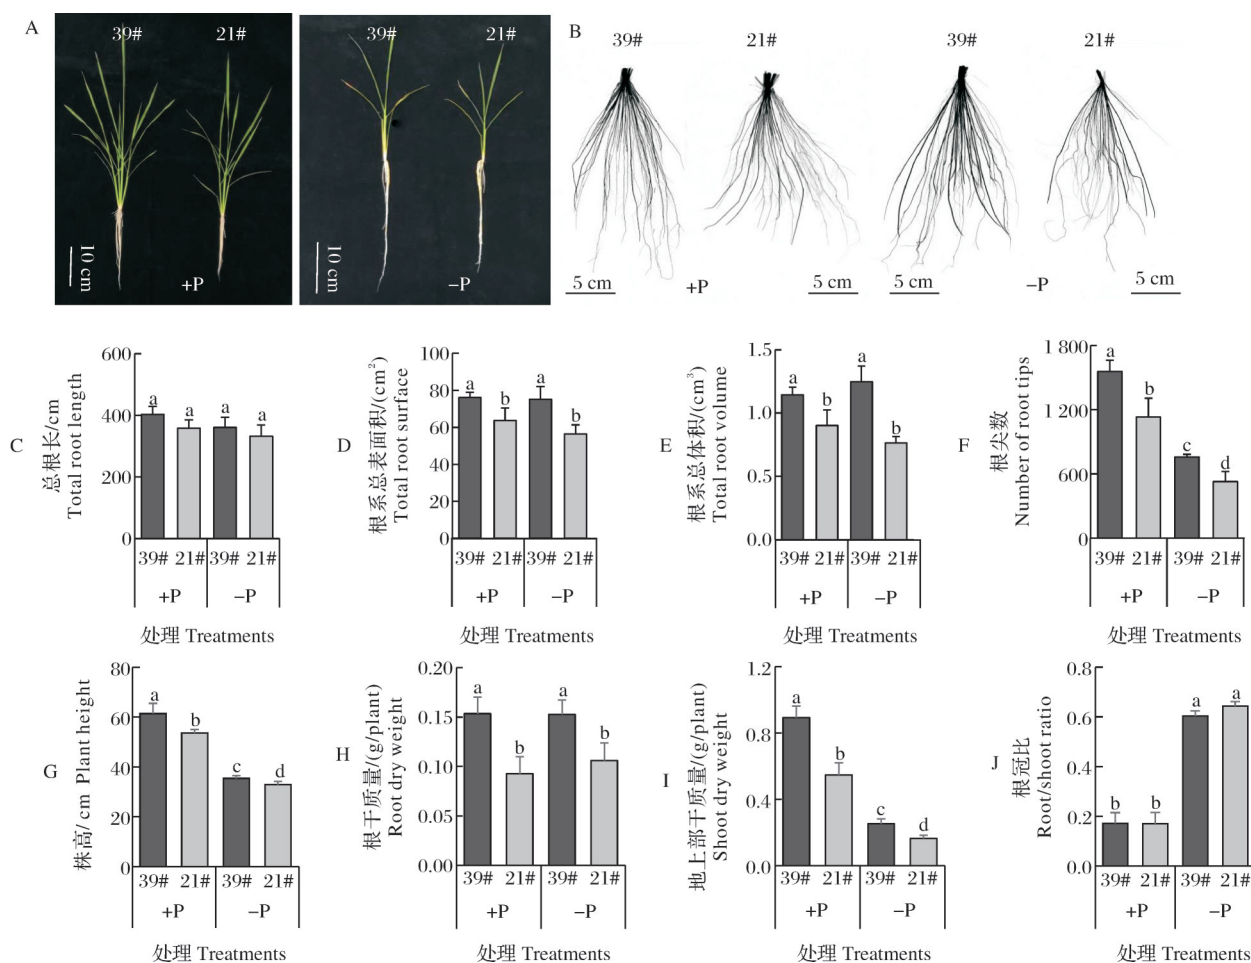 A
39#
21#
10 cm
+P
39#
21#
10 cm
−P
B
39#
21#
39#
21#
5 cm
+P
5 cm
5 cm
−P
5 cm
C
总根长/cm
Total root length
600
400
200
0
a
a
a
a
39# 21# 39# 21#
+P
−P
处理 Treatments
D
根系总表面积/(cm²)
Total root surface
100
80
60
40
20
0
a
b
a
b
39# 21# 39# 21#
+P
−P
处理 Treatments
E
根系总体积/(cm³)
Total root volume
1.5
1.0
0.5
0.0
a
b
a
b
39# 21# 39# 21#
+P
−P
处理 Treatments
F
根尖数
Number of root tips
1 800
1 200
600
0
a
b
c
d
39# 21# 39# 21#
+P
−P
处理 Treatments
G
株高/cm Plant height
80
60
40
20
0
a
b
c
d
39# 21# 39# 21#
+P
−P
处理 Treatments
H
根干质量/(g/plant)
Root dry weight
0.20
0.15
0.10
0.05
0.00
a
b
a
b
39# 21# 39# 21#
+P
−P
处理 Treatments
I
地上部干质量/(g/plant)
Shoot dry weight
1.2
0.8
0.4
0.0
a
b
c
d
39# 21# 39# 21#
+P
−P
处理 Treatments
J
根冠比
Root/shoot ratio
0.8
0.6
0.4
0.2
0.0
b
b
a
a
39# 21# 39# 21#
+P
−P
处理 Treatments